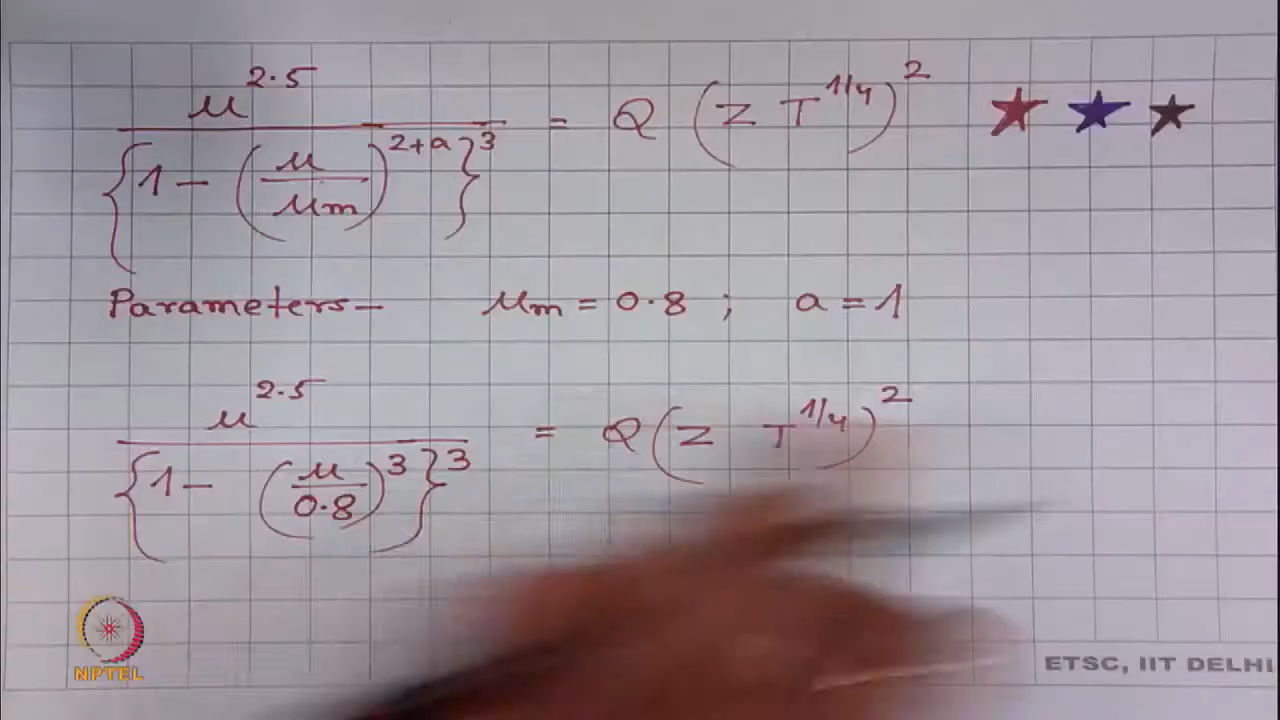 μ^2.5 / {1 − (μ/μm)^2+a}^3 = Q (Z T^1/4)^2
Parameters− μm = 0.8 ; a = 1
μ^2.5 / {1 − (μ/0.8)^3}^3 = Q (Z T^1/4)^2
NPTEL
ETSC, IIT DELHI